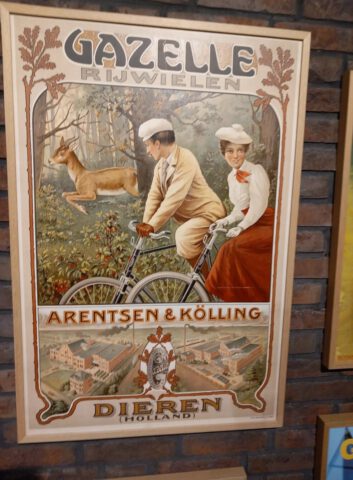 GAZELLE
RIJWIELEN
ARENTSEN & KÖLLING
DIEREN
(HOLLAND)